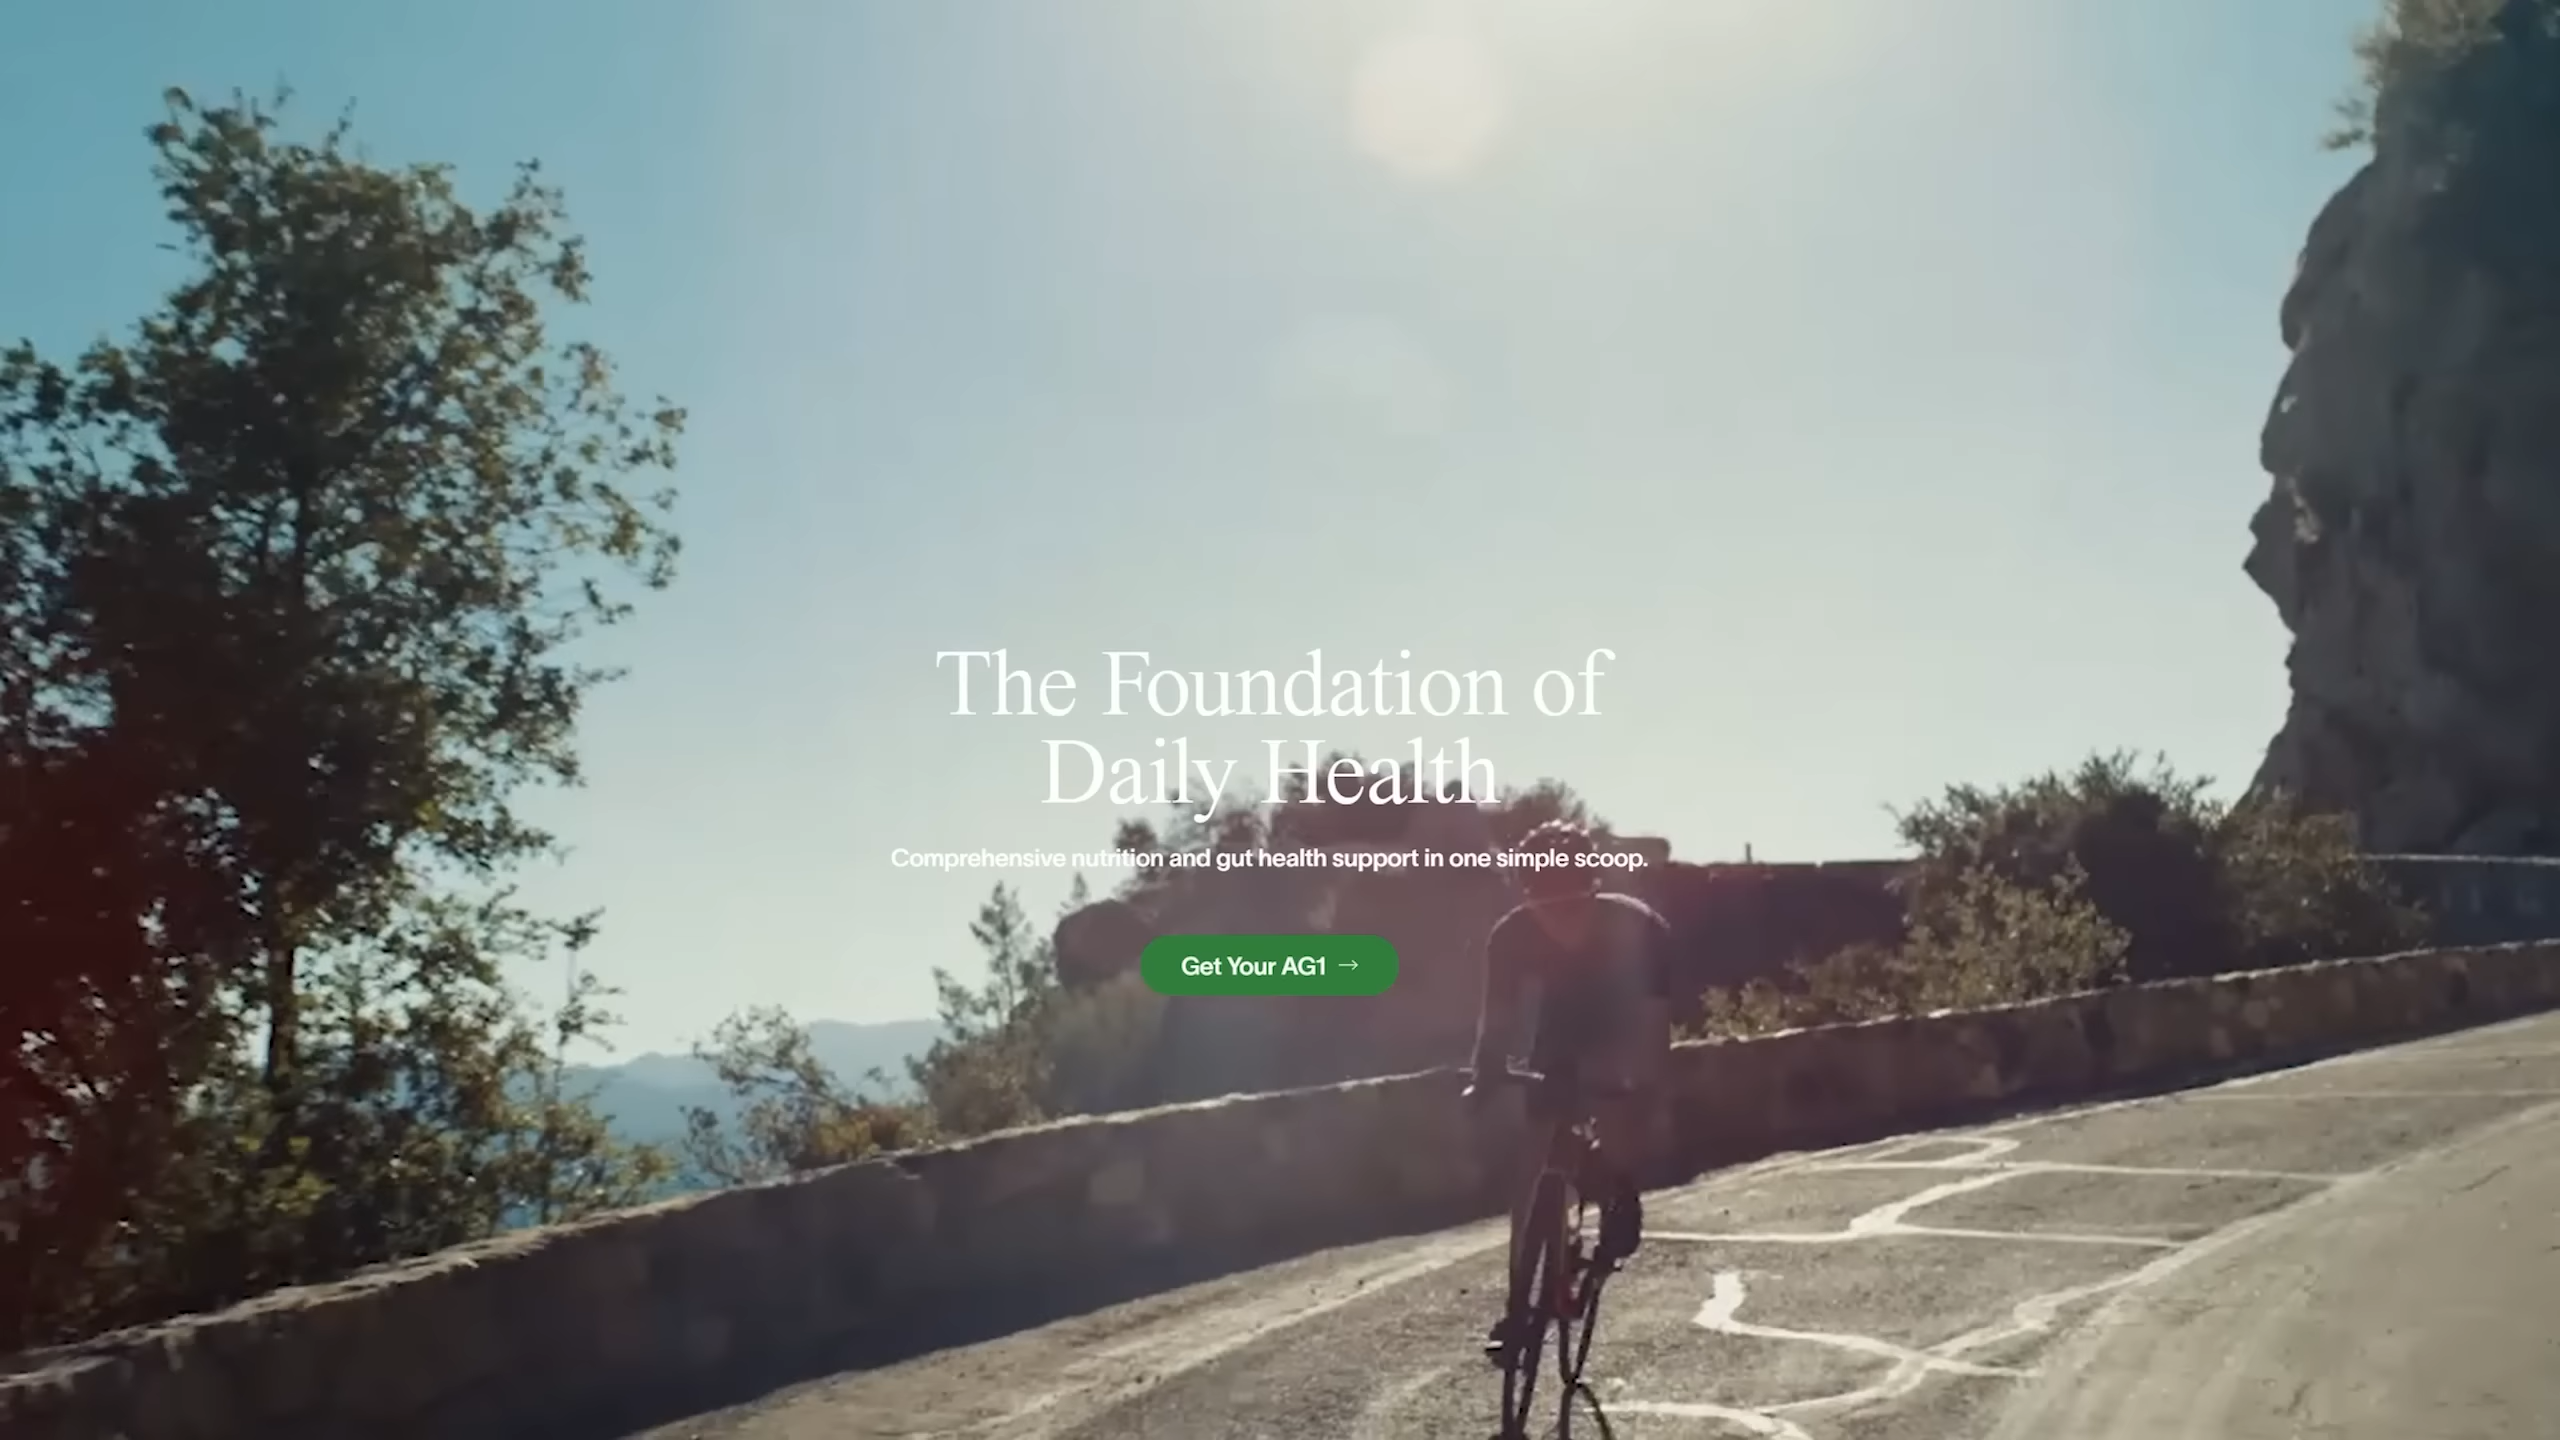 The Foundation of
Daily Health
Comprehensive nutrition and gut health support in one simple scoop.
Get Your AG1 →